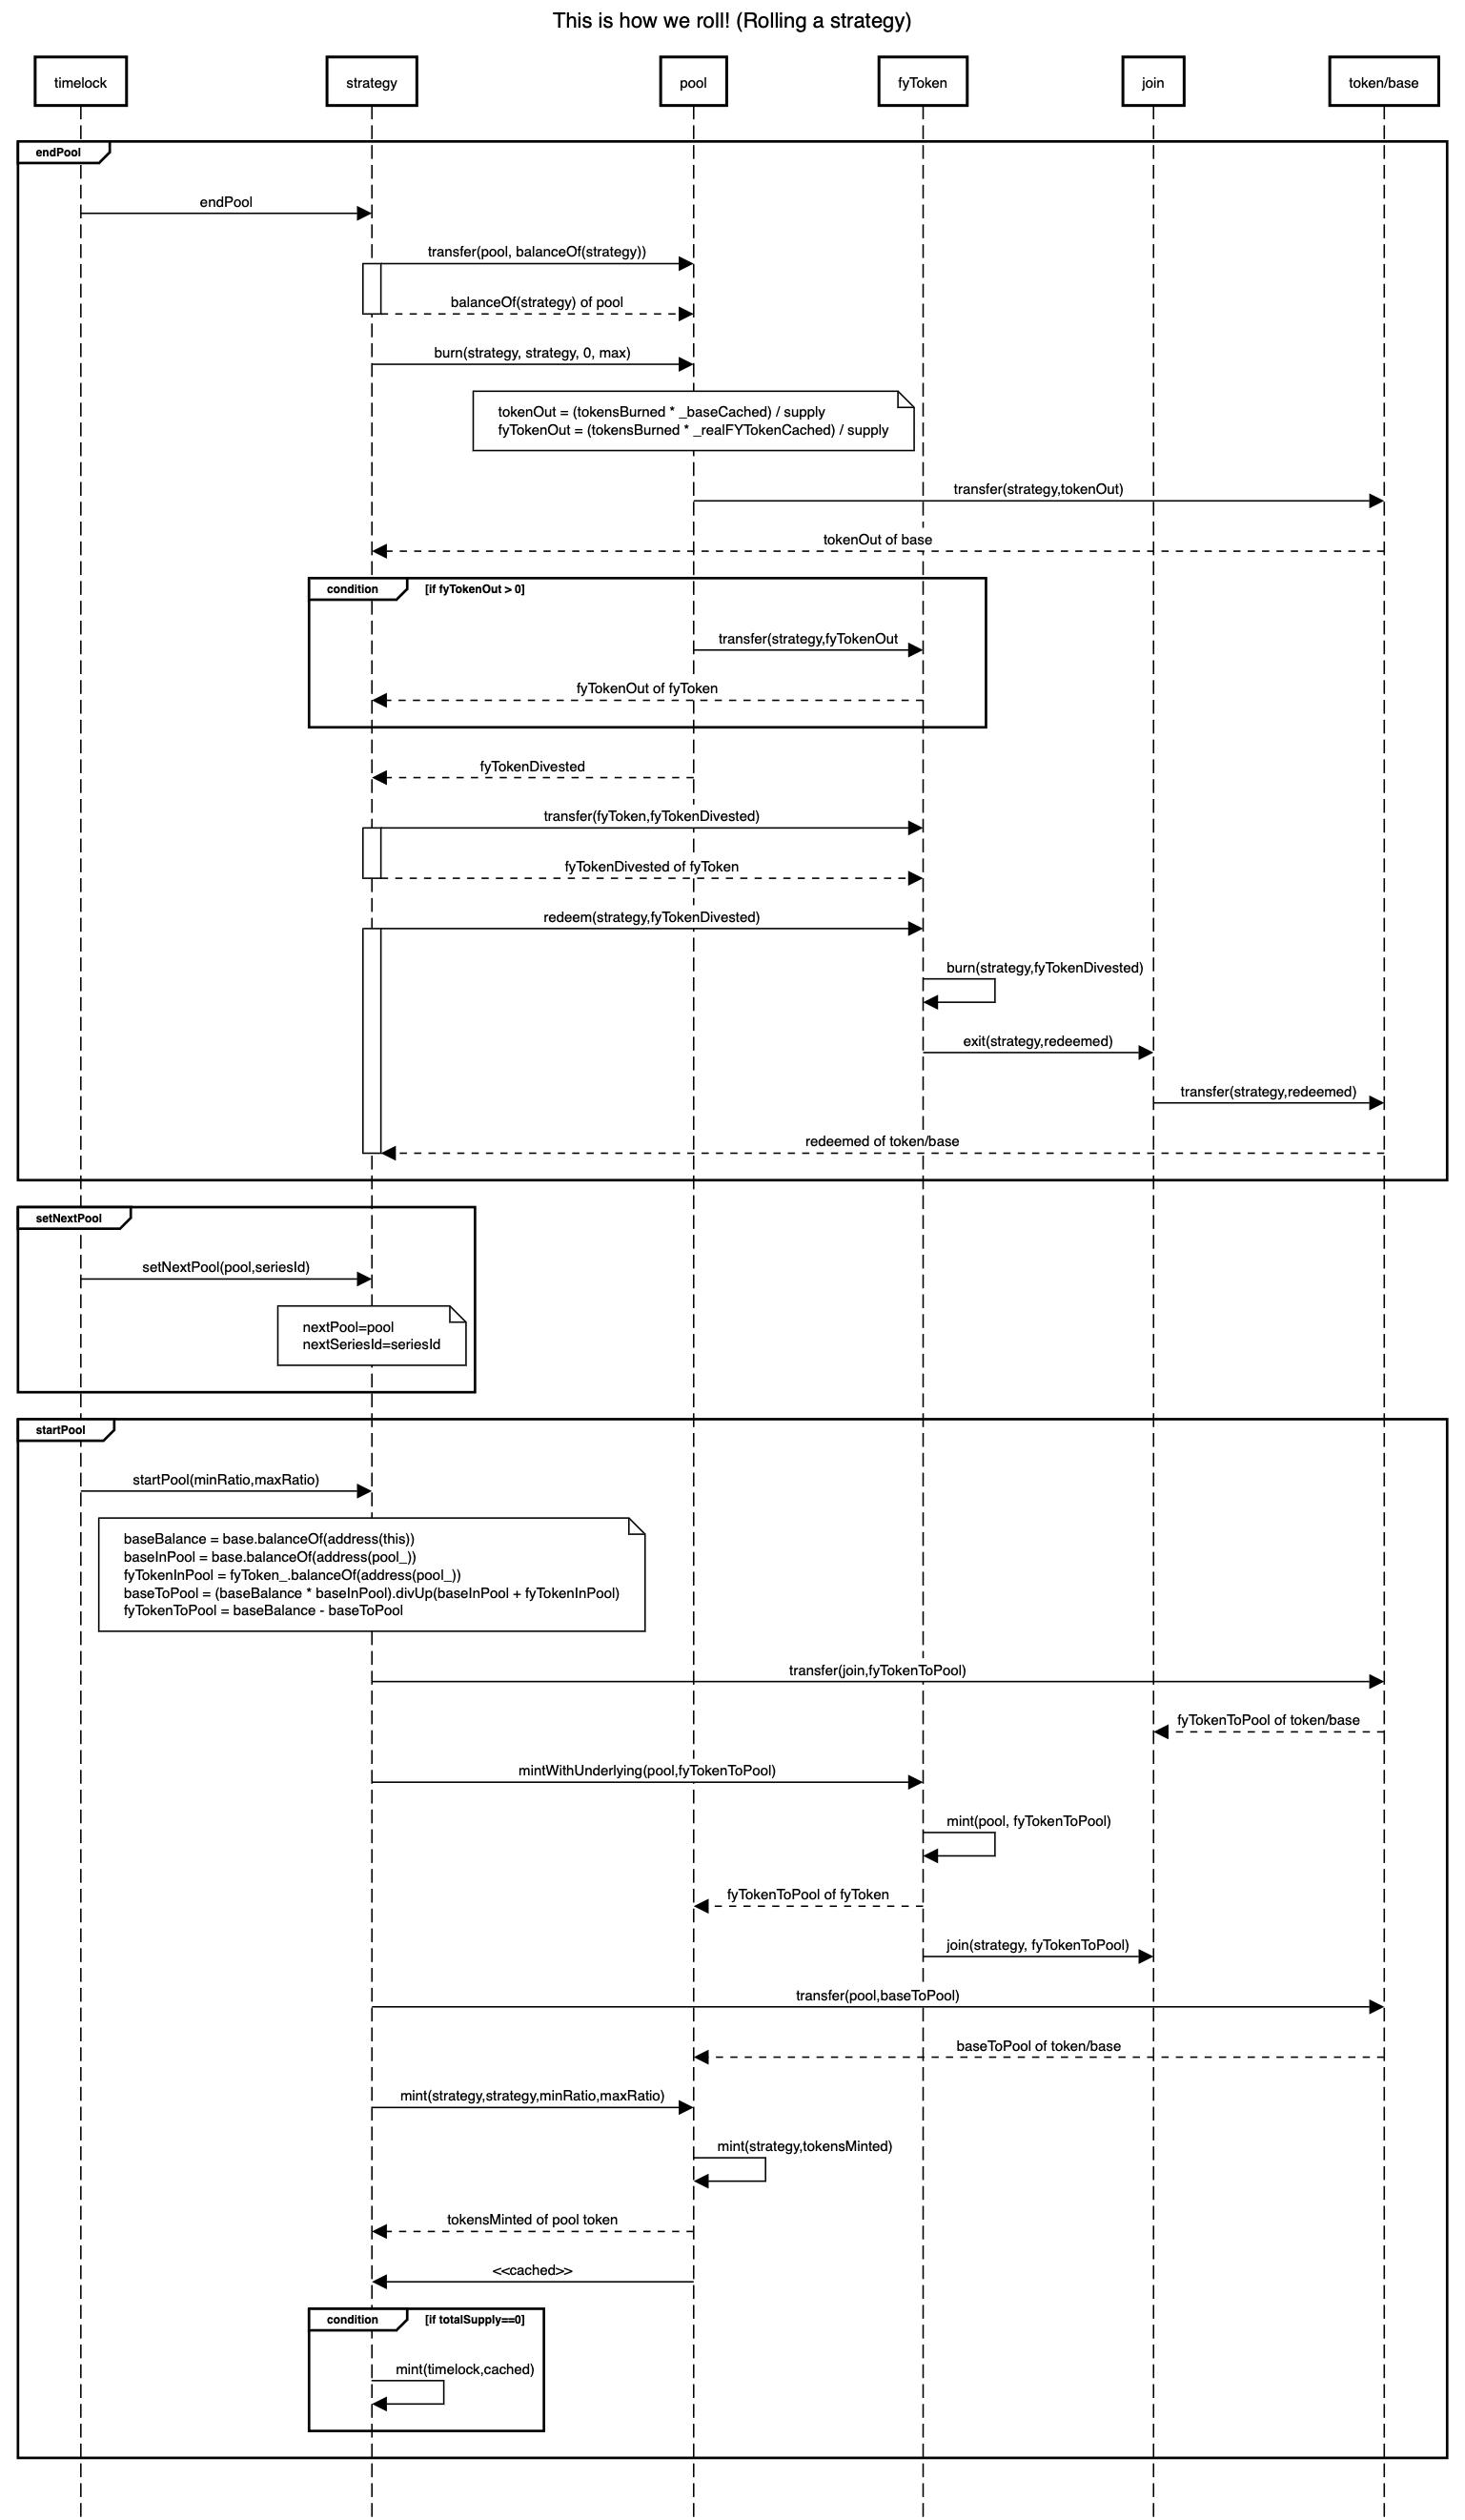 This is how we roll! (Rolling a strategy)
timelock
strategy
pool
fyToken
join
token/base
endPool
endPool
transfer(pool, balanceOf(strategy))
balanceOf(strategy) of pool
burn(strategy, strategy, 0, max)
tokenOut = (tokensBurned * _baseCached) / supply
fyTokenOut = (tokensBurned * _realFYTokenCached) / supply
transfer(strategy,tokenOut)
tokenOut of base
condition
[if fyTokenOut > 0]
transfer(strategy,fyTokenOut
fyTokenOut of fyToken
fyTokenDivested
transfer(fyToken,fyTokenDivested)
fyTokenDivested of fyToken
redeem(strategy,fyTokenDivested)
burn(strategy,fyTokenDivested)
exit(strategy,redeemed)
transfer(strategy,redeemed)
redeemed of token/base
setNextPool
setNextPool(pool,seriesId)
nextPool=pool
nextSeriesId=seriesId
startPool
startPool(minRatio,maxRatio)
baseBalance = base.balanceOf(address(this))
baseInPool = base.balanceOf(address(pool_))
fyTokenInPool = fyToken_.balanceOf(address(pool_))
baseToPool = (baseBalance * baseInPool).divUp(baseInPool + fyTokenInPool)
fyTokenToPool = baseBalance - baseToPool
transfer(join,fyTokenToPool)
fyTokenToPool of token/base
mintWithUnderlying(pool,fyTokenToPool)
mint(pool, fyTokenToPool)
fyTokenToPool of fyToken
join(strategy, fyTokenToPool)
transfer(pool,baseToPool)
baseToPool of token/base
mint(strategy,strategy,minRatio,maxRatio)
mint(strategy,tokensMinted)
tokensMinted of pool token
<<cached>>
condition
[if totalSupply==0]
mint(timelock,cached)